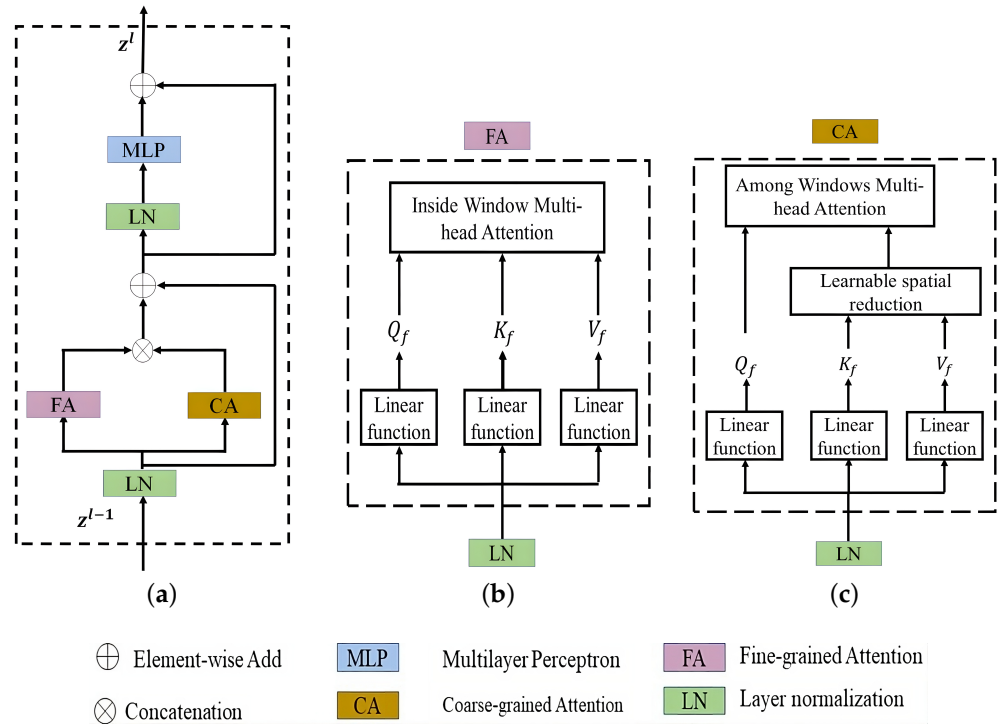 z^l
MLP
LN
FA
CA
LN
z^{l-1}
(a)
FA
Inside Window Multi-
head Attention
Q_f
K_f
V_f
Linear
function
Linear
function
Linear
function
LN
(b)
CA
Among Windows Multi-
head Attention
Learnable spatial
reduction
Q_f
K_f
V_f
Linear
function
Linear
function
Linear
function
LN
(c)
Element-wise Add
MLP
Multilayer Perceptron
FA
Fine-grained Attention
Concatenation
CA
Coarse-grained Attention
LN
Layer normalization